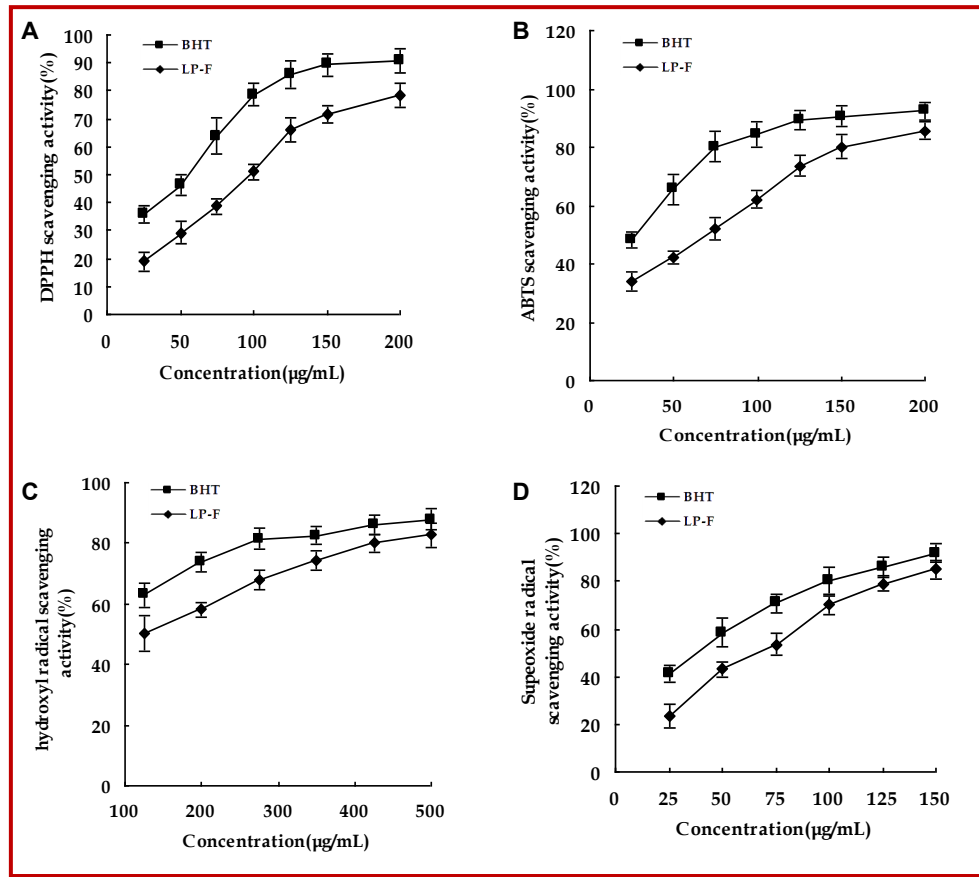 A
BHT
LP-F
100
90
80
70
60
50
40
30
20
10
0
DPPH scavenging activity(%)
0 50 100 150 200
Concentration(µg/mL)
B
BHT
LP-F
120
100
80
60
40
20
0
ABTS scavenging activity(%)
0 50 100 150 200
Concentration(µg/mL)
C
BHT
LP-F
100
80
60
40
20
0
hydroxyl radical scavenging
activity(%)
100 200 300 400 500
Concentration(µg/mL)
D
BHT
LP-F
120
100
80
60
40
20
0
Supeoxide radical
scavenging activity(%)
0 25 50 75 100 125 150
Concentration(µg/mL)